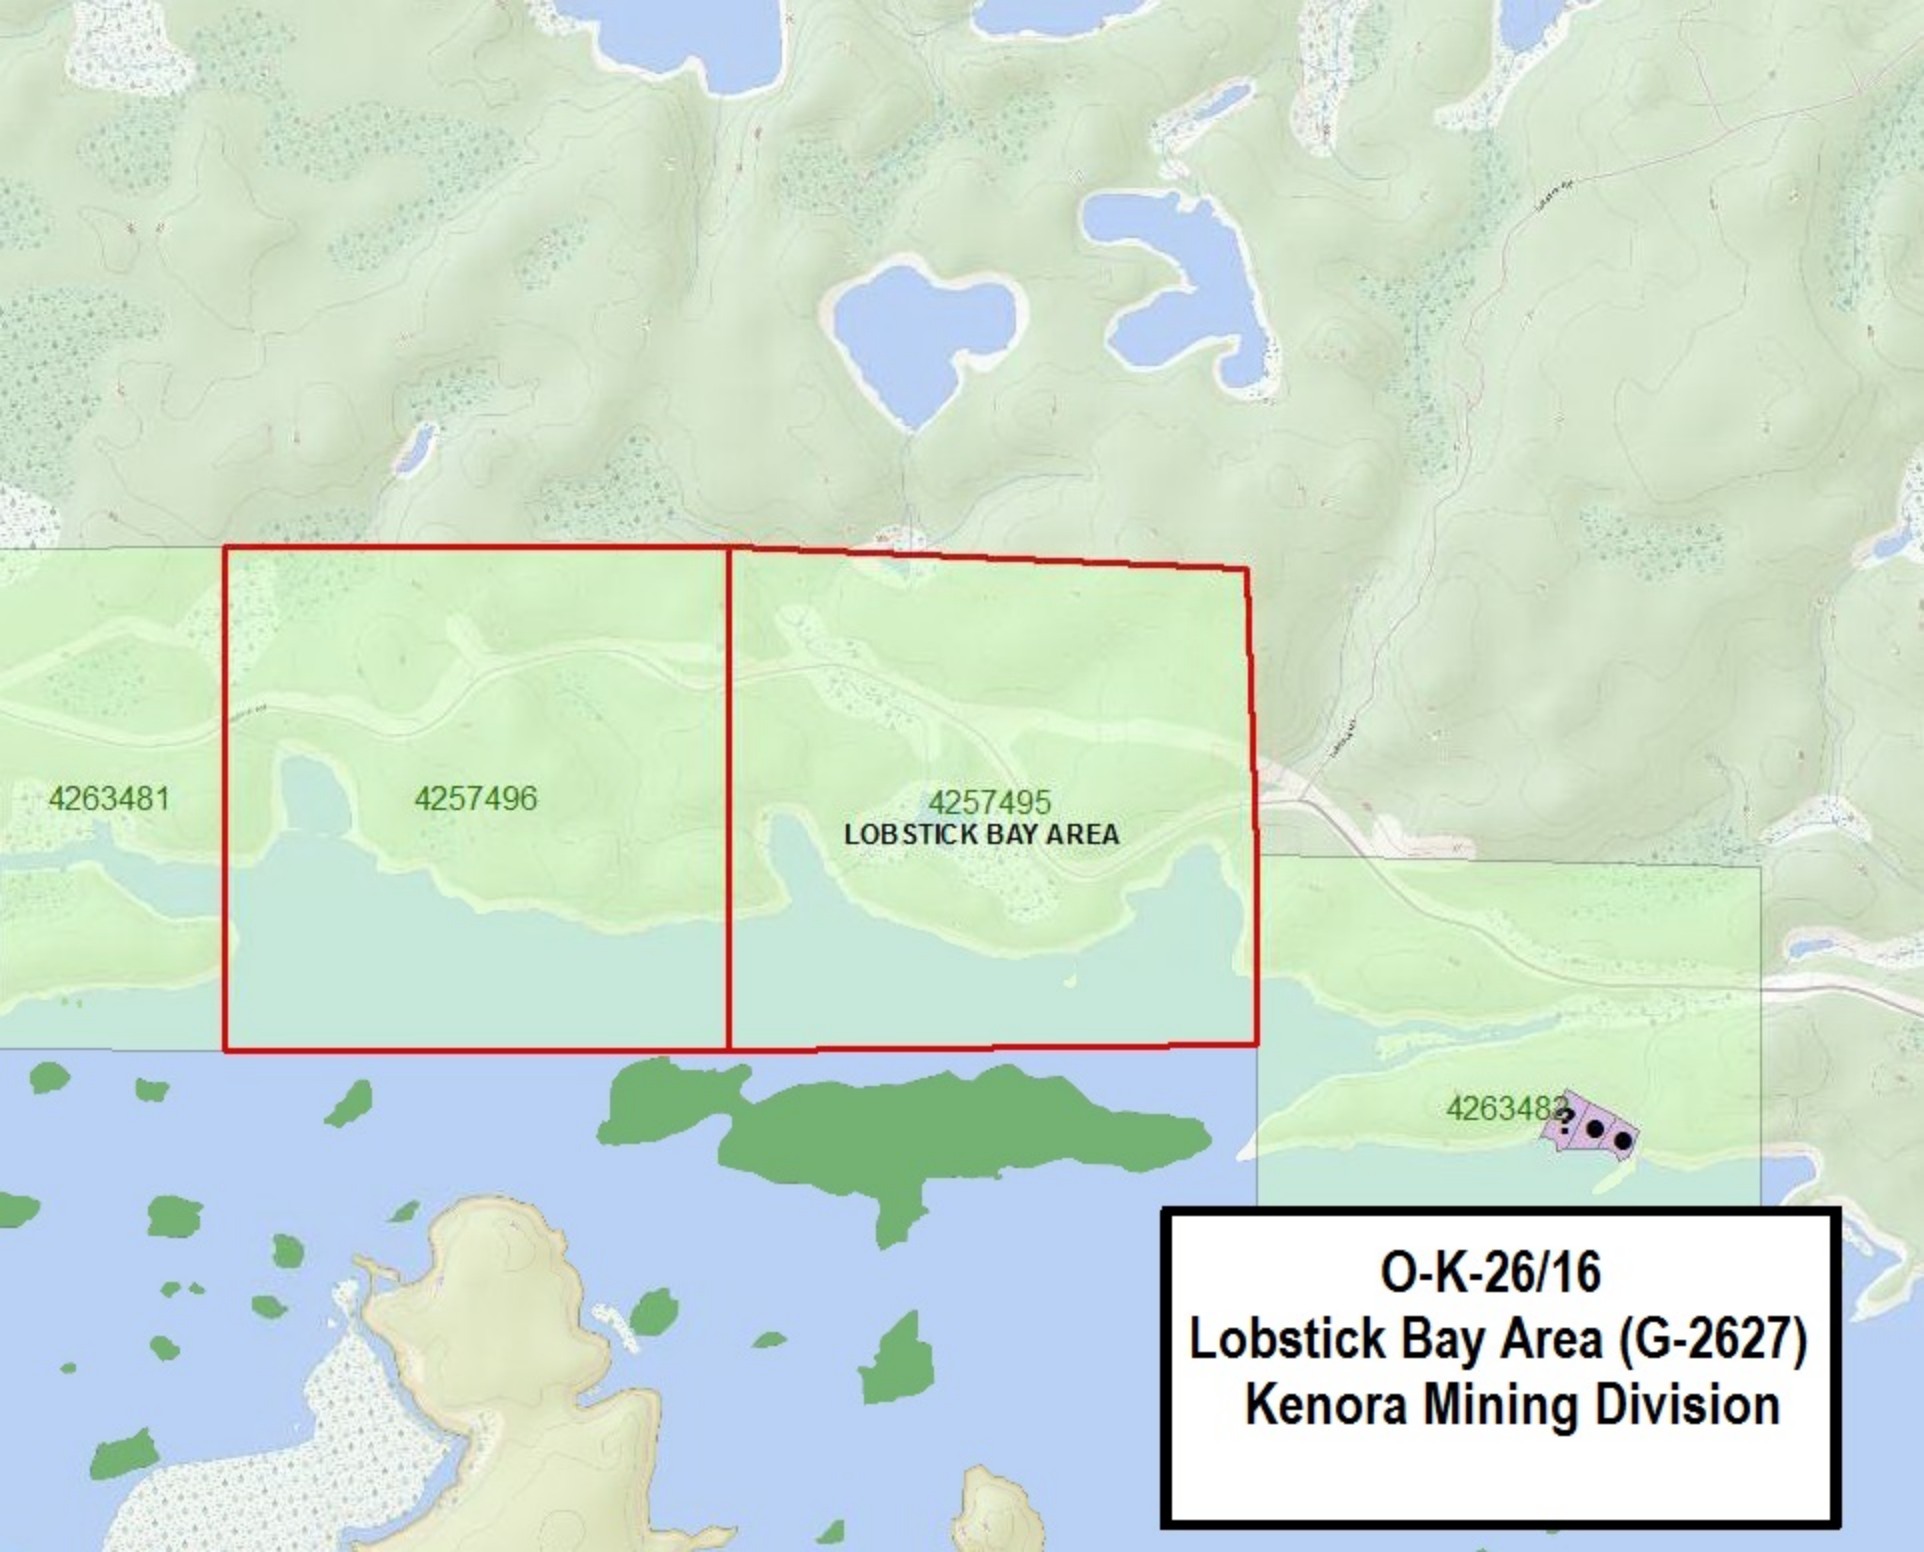 4263481
4257496
4257495
LOBSTICK BAY AREA
4263482
?
O-K-26/16
Lobstick Bay Area (G-2627)
Kenora Mining Division